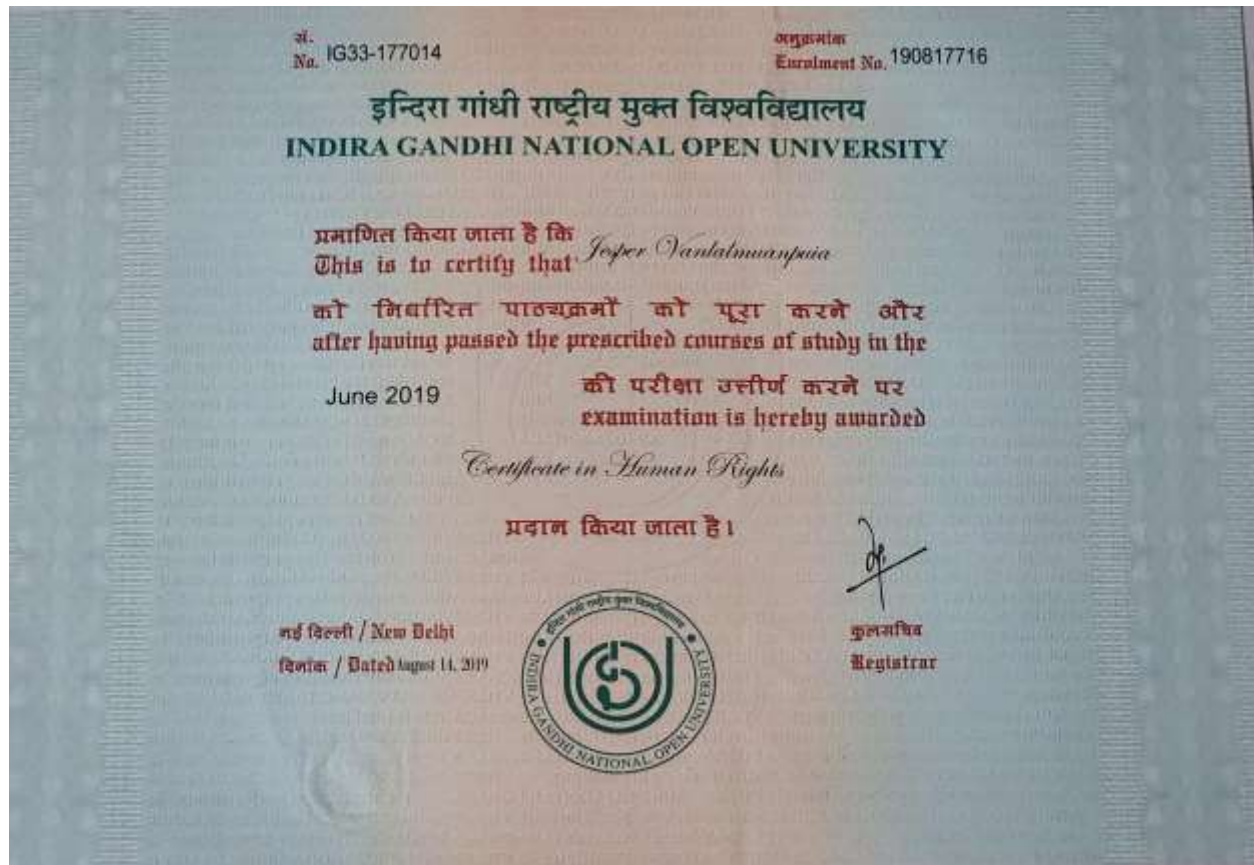 सं.
No. IG33-177014
अनुक्रमांक
Enrolment No. 190817716
इन्दिरा गांधी राष्ट्रीय मुक्त विश्वविद्यालय
INDIRA GANDHI NATIONAL OPEN UNIVERSITY
प्रमाणित किया जाता है कि
This is to certify that Jesper Vanlalmuanpuia
को निर्धारित पाठ्यक्रमों को पूरा करने और
after having passed the prescribed courses of study in the
June 2019
की परीक्षा उत्तीर्ण करने पर
examination is hereby awarded
Certificate in Human Rights
प्रदान किया जाता है।
नई दिल्ली / New Delhi
दिनांक / Dated August 14, 2019
इन्दिरा गांधी राष्ट्रीय मुक्त विश्वविद्यालय
INDIRA GANDHI NATIONAL OPEN UNIVERSITY
कुलसचिव
Registrar